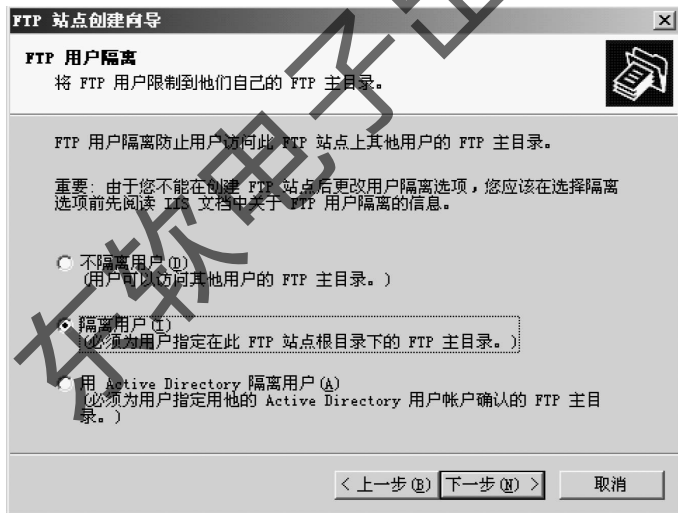 FTP 站点创建向导
FTP 用户隔离
将 FTP 用户限制到他们自己的 FTP 主目录。
FTP 用户隔离防止用户访问此 FTP 站点上其他用户的 FTP 主目录。
重要: 由于您不能在创建 FTP 站点后更改用户隔离选项，您应该在选择隔离
选项前先阅读 IIS 文档中关于 FTP 用户隔离的信息。
不隔离用户(D)
(用户可以访问其他用户的 FTP 主目录。)
隔离用户(I)
(必须为用户指定在此 FTP 站点根目录下的 FTP 主目录。)
用 Active Directory 隔离用户(A)
(必须为用户指定用他的 Active Directory 用户帐户确认的 FTP 主目
录。)
< 上一步(B)
下一步(N) >
取消
东软电子出